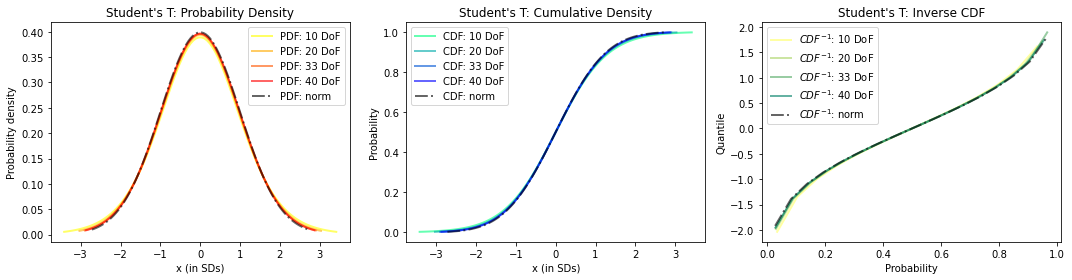 Student's T: Probability Density
0.40
0.35
0.30
0.25
0.20
0.15
0.10
0.05
0.00
Probability density
PDF: 10 DoF
PDF: 20 DoF
PDF: 33 DoF
PDF: 40 DoF
PDF: norm
−3 −2 −1 0 1 2 3
x (in SDs)
Student's T: Cumulative Density
1.0
0.8
0.6
0.4
0.2
0.0
Probability
CDF: 10 DoF
CDF: 20 DoF
CDF: 33 DoF
CDF: 40 DoF
CDF: norm
−3 −2 −1 0 1 2 3
x (in SDs)
Student's T: Inverse CDF
2.0
1.5
1.0
0.5
0.0
−0.5
−1.0
−1.5
−2.0
Quantile
CDF⁻¹: 10 DoF
CDF⁻¹: 20 DoF
CDF⁻¹: 33 DoF
CDF⁻¹: 40 DoF
CDF⁻¹: norm
0.0 0.2 0.4 0.6 0.8 1.0
Probability